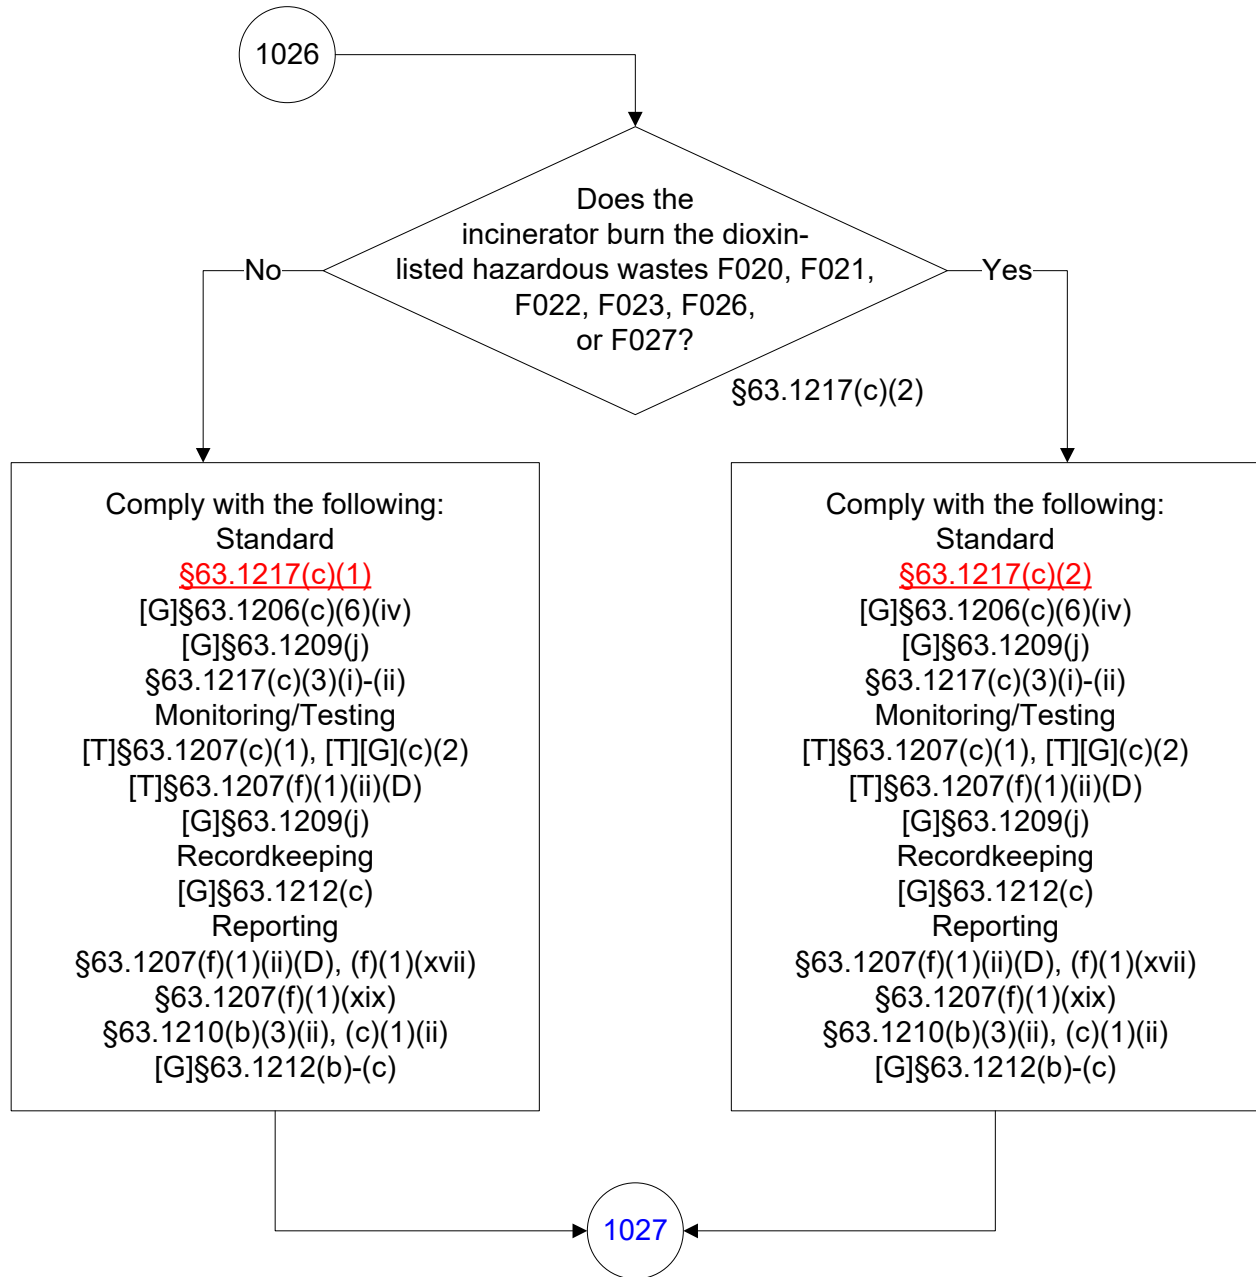 1026
Does the
incinerator burn the dioxin-
listed hazardous wastes F020, F021,
F022, F023, F026,
or F027?
No
Yes
§63.1217(c)(2)
Comply with the following:
Standard
§63.1217(c)(1)
[G]§63.1206(c)(6)(iv)
[G]§63.1209(j)
§63.1217(c)(3)(i)-(ii)
Monitoring/Testing
[T]§63.1207(c)(1), [T][G](c)(2)
[T]§63.1207(f)(1)(ii)(D)
[G]§63.1209(j)
Recordkeeping
[G]§63.1212(c)
Reporting
§63.1207(f)(1)(ii)(D), (f)(1)(xvii)
§63.1207(f)(1)(xix)
§63.1210(b)(3)(ii), (c)(1)(ii)
[G]§63.1212(b)-(c)
Comply with the following:
Standard
§63.1217(c)(2)
[G]§63.1206(c)(6)(iv)
[G]§63.1209(j)
§63.1217(c)(3)(i)-(ii)
Monitoring/Testing
[T]§63.1207(c)(1), [T][G](c)(2)
[T]§63.1207(f)(1)(ii)(D)
[G]§63.1209(j)
Recordkeeping
[G]§63.1212(c)
Reporting
§63.1207(f)(1)(ii)(D), (f)(1)(xvii)
§63.1207(f)(1)(xix)
§63.1210(b)(3)(ii), (c)(1)(ii)
[G]§63.1212(b)-(c)
1027